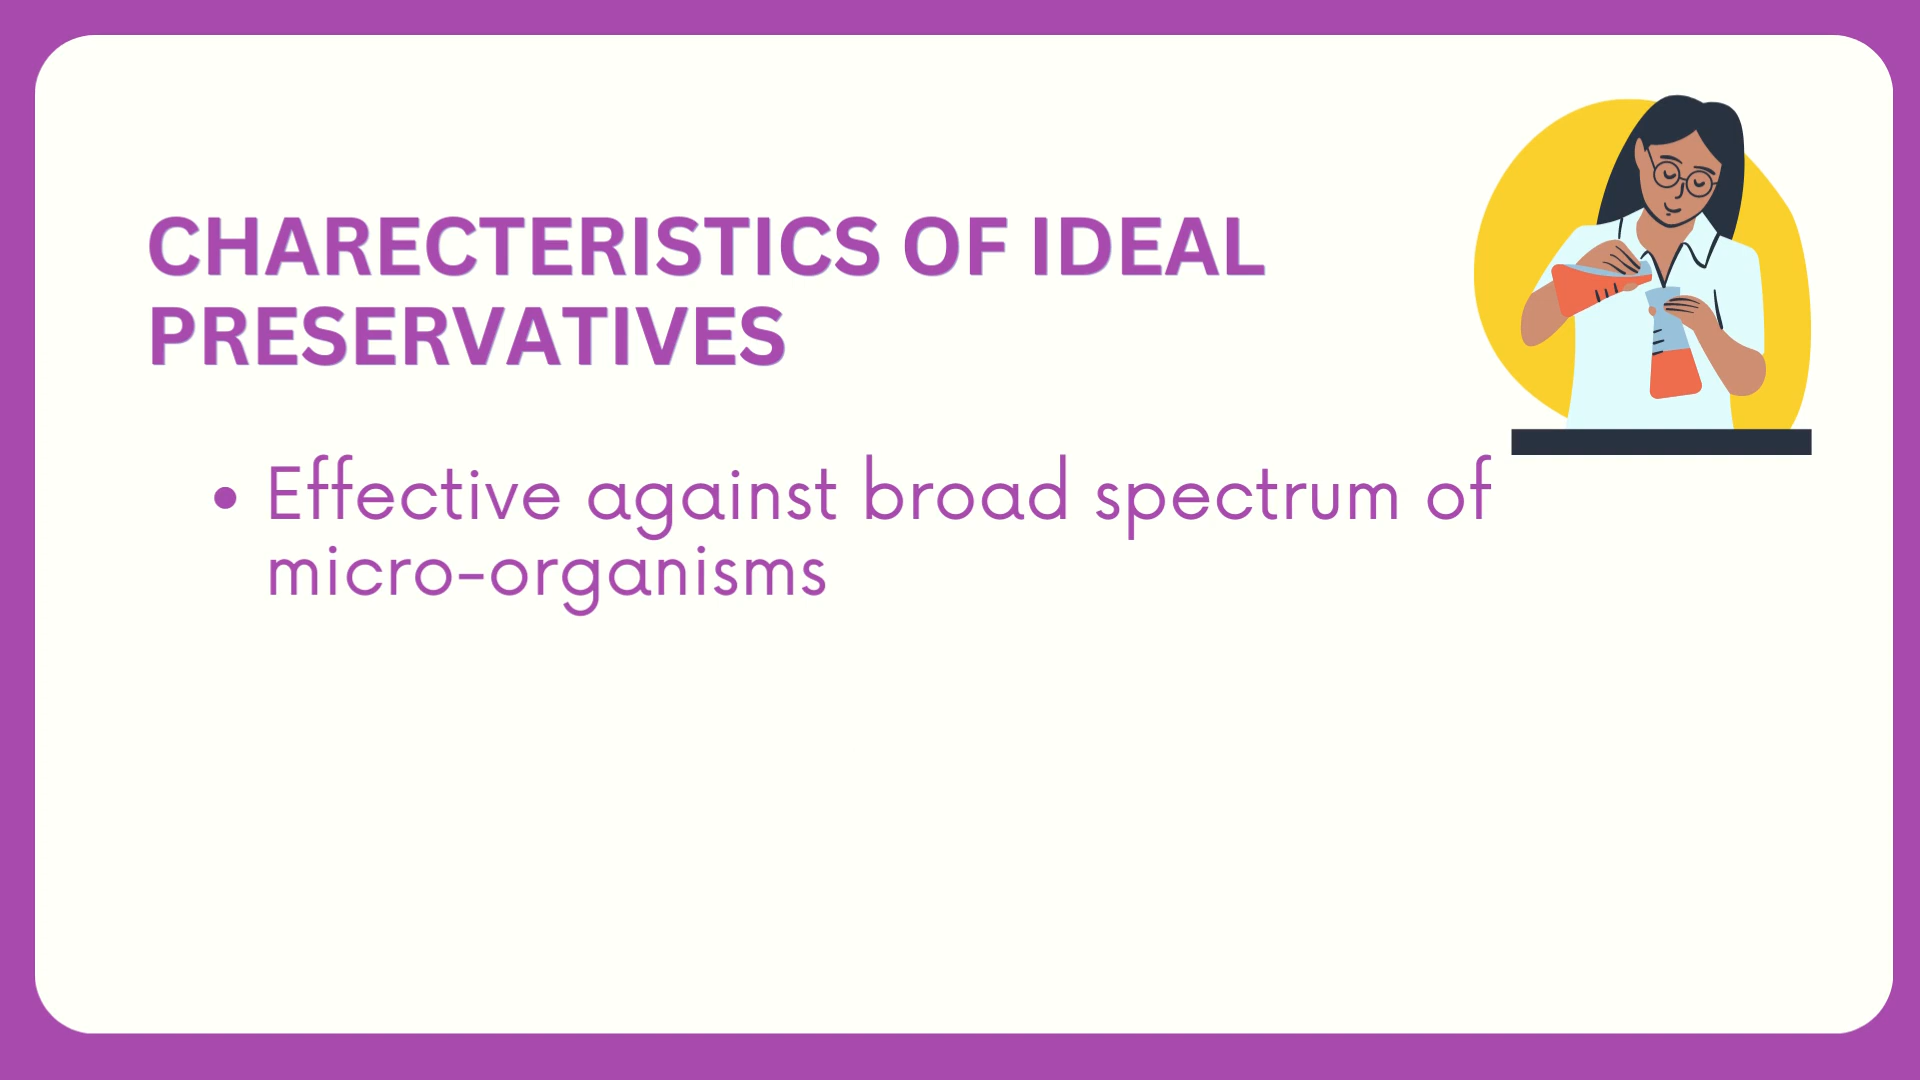 CHARECTERISTICS OF IDEAL
PRESERVATIVES
• Effective against broad spectrum of
micro-organisms